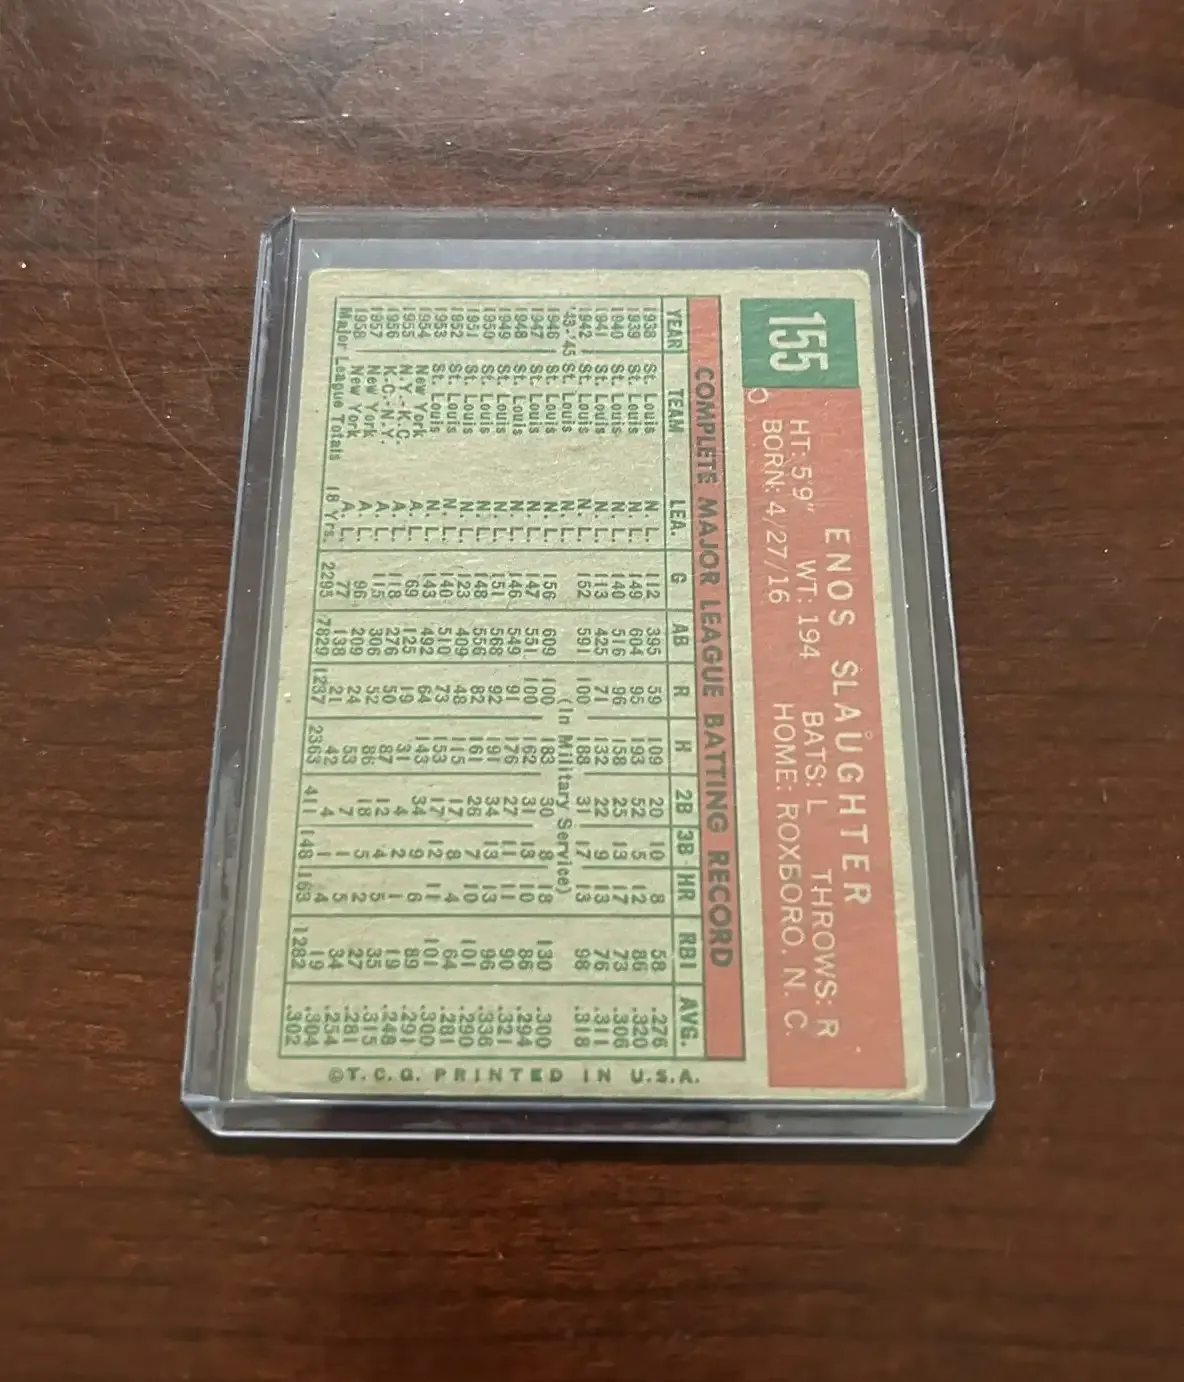 155
ENOS SLAUGHTER
HT: 5'9" WT: 194 BATS: L THROWS: R
BORN: 4/27/16 HOME: ROXBORO, N. C.
COMPLETE MAJOR LEAGUE BATTING RECORD
YEAR TEAM LEA. G AB R H 2B 3B HR RBI AVG.
1938 St. Louis N. L. 112 395 59 109 20 10 8 58 .276
1939 St. Louis N. L. 149 604 95 193 52 5 12 86 .320
1940 St. Louis N. L. 140 516 96 158 25 13 17 73 .306
1941 St. Louis N. L. 113 425 71 132 22 9 13 76 .311
1942 St. Louis N. L. 152 591 100 188 31 17 13 98 .318
'43-'45 St. Louis N. L. (In Military Service)
1946 St. Louis N. L. 156 609 100 183 30 8 18 130 .300
1947 St. Louis N. L. 147 551 100 162 31 13 10 86 .294
1948 St. Louis N. L. 146 549 91 176 27 11 11 90 .321
1949 St. Louis N. L. 151 568 92 191 34 13 13 96 .336
1950 St. Louis N. L. 148 556 82 161 26 7 10 101 .290
1951 St. Louis N. L. 123 409 48 115 17 8 4 64 .281
1952 St. Louis N. L. 140 510 73 153 17 12 11 101 .300
1953 St. Louis N. L. 143 492 64 143 34 9 6 89 .291
1954 New York A. L. 69 125 19 31 4 2 1 19 .248
1955 N.Y.-K.C. A. L. 118 276 50 87 12 4 5 35 .315
1956 K.C.-N.Y. A. L. 115 306 52 86 18 5 2 27 .281
1957 New York A. L. 96 209 24 53 7 1 5 34 .254
1958 New York A. L. 77 138 21 42 4 1 4 19 .304
Major League Totals 18 Yrs. 2295 7829 1237 2363 411 148 163 1282 .302
©T. C. G. PRINTED IN U.S.A.